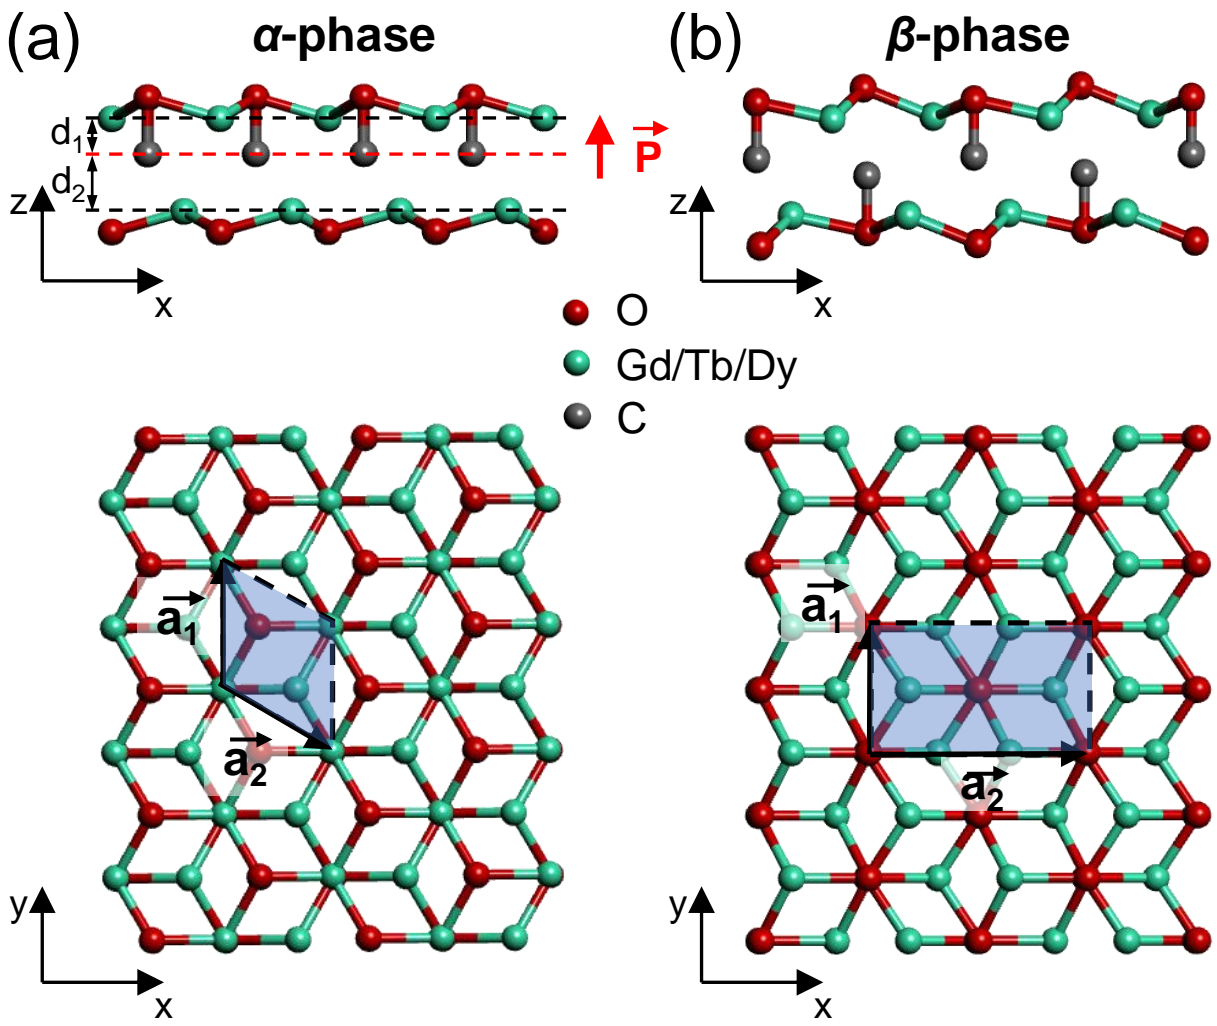 (a) α-phase
d₁
d₂
P
z
x
(b) β-phase
z
x
O
Gd/Tb/Dy
C
a₁
a₂
y
x
a₁
a₂
y
x